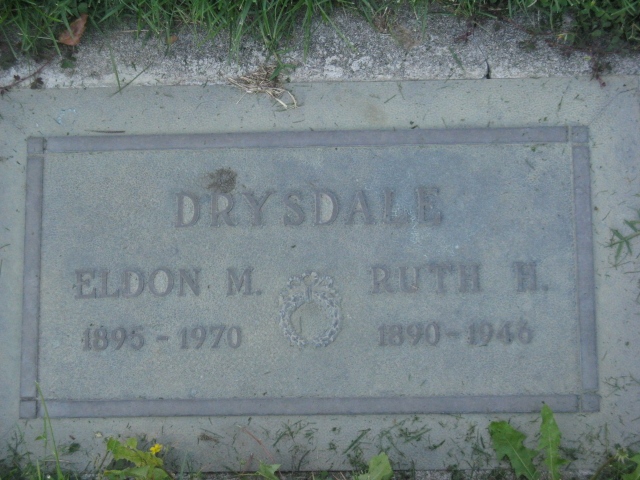 DRYSDALE
ELDON M. RUTH H.
1895 - 1970 1890 - 1946